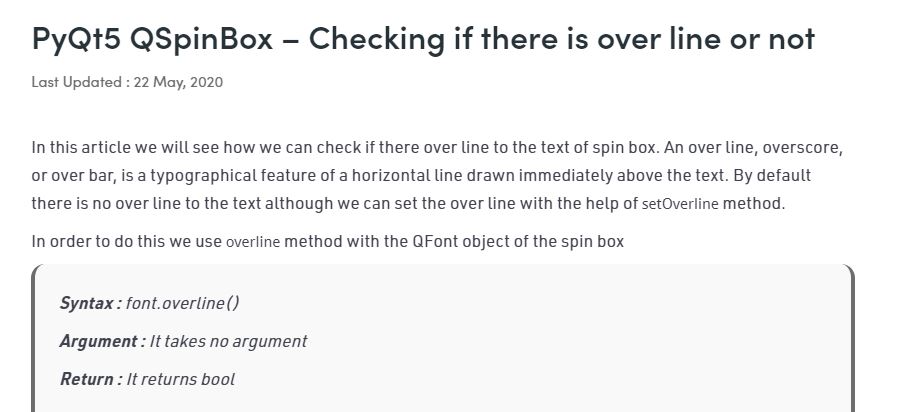 PyQt5 QSpinBox – Checking if there is over line or not
Last Updated : 22 May, 2020
In this article we will see how we can check if there over line to the text of spin box. An over line, overscore,
or over bar, is a typographical feature of a horizontal line drawn immediately above the text. By default
there is no over line to the text although we can set the over line with the help of setOverline method.
In order to do this we use overline method with the QFont object of the spin box
Syntax : font.overline()
Argument : It takes no argument
Return : It returns bool